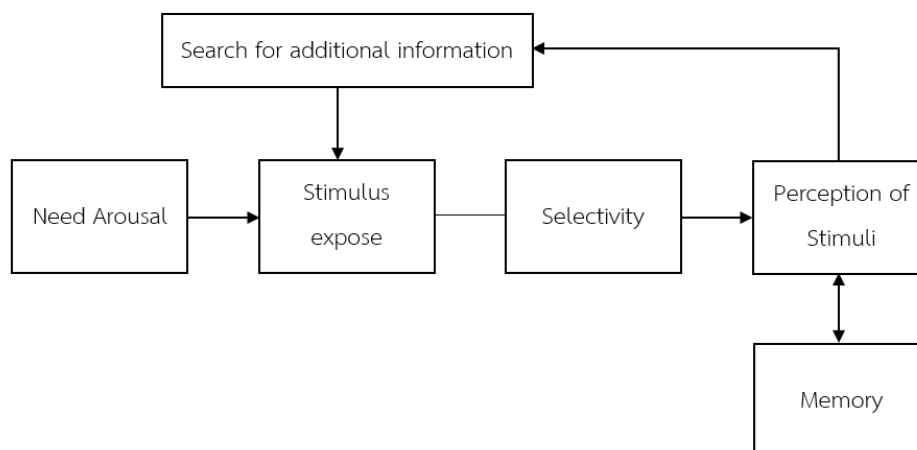 Search for additional information
Need Arousal
Stimulus
expose
Selectivity
Perception of
Stimuli
Memory